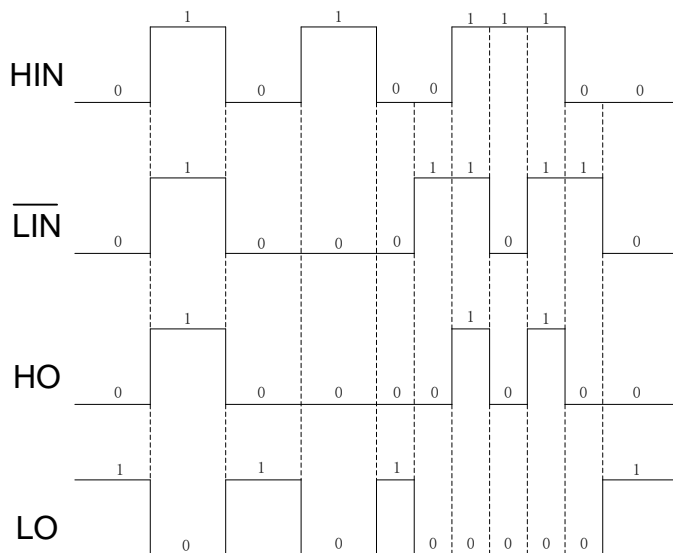 1 1 1 1 1
HIN
0 0 0 0 0 0
1 1 1 1 1
L̅I̅N̅
0 0 0 0 0 0
1 1 1
HO
0 0 0 0 0 0 0 0
1 1 1 1
LO
0 0 0 0 0 0 0